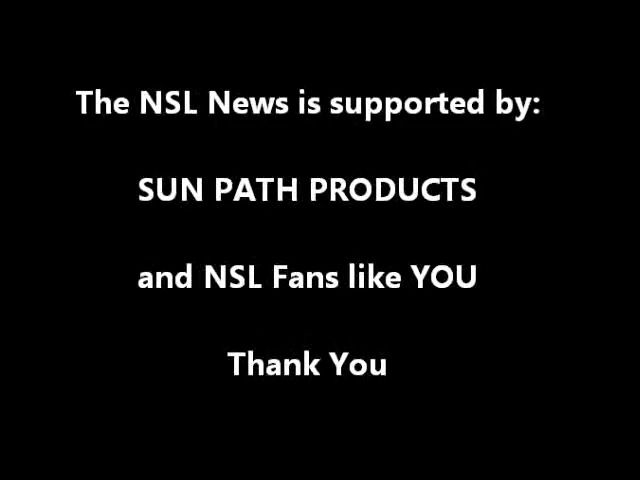 The NSL News is supported by:
SUN PATH PRODUCTS
and NSL Fans like YOU
Thank You